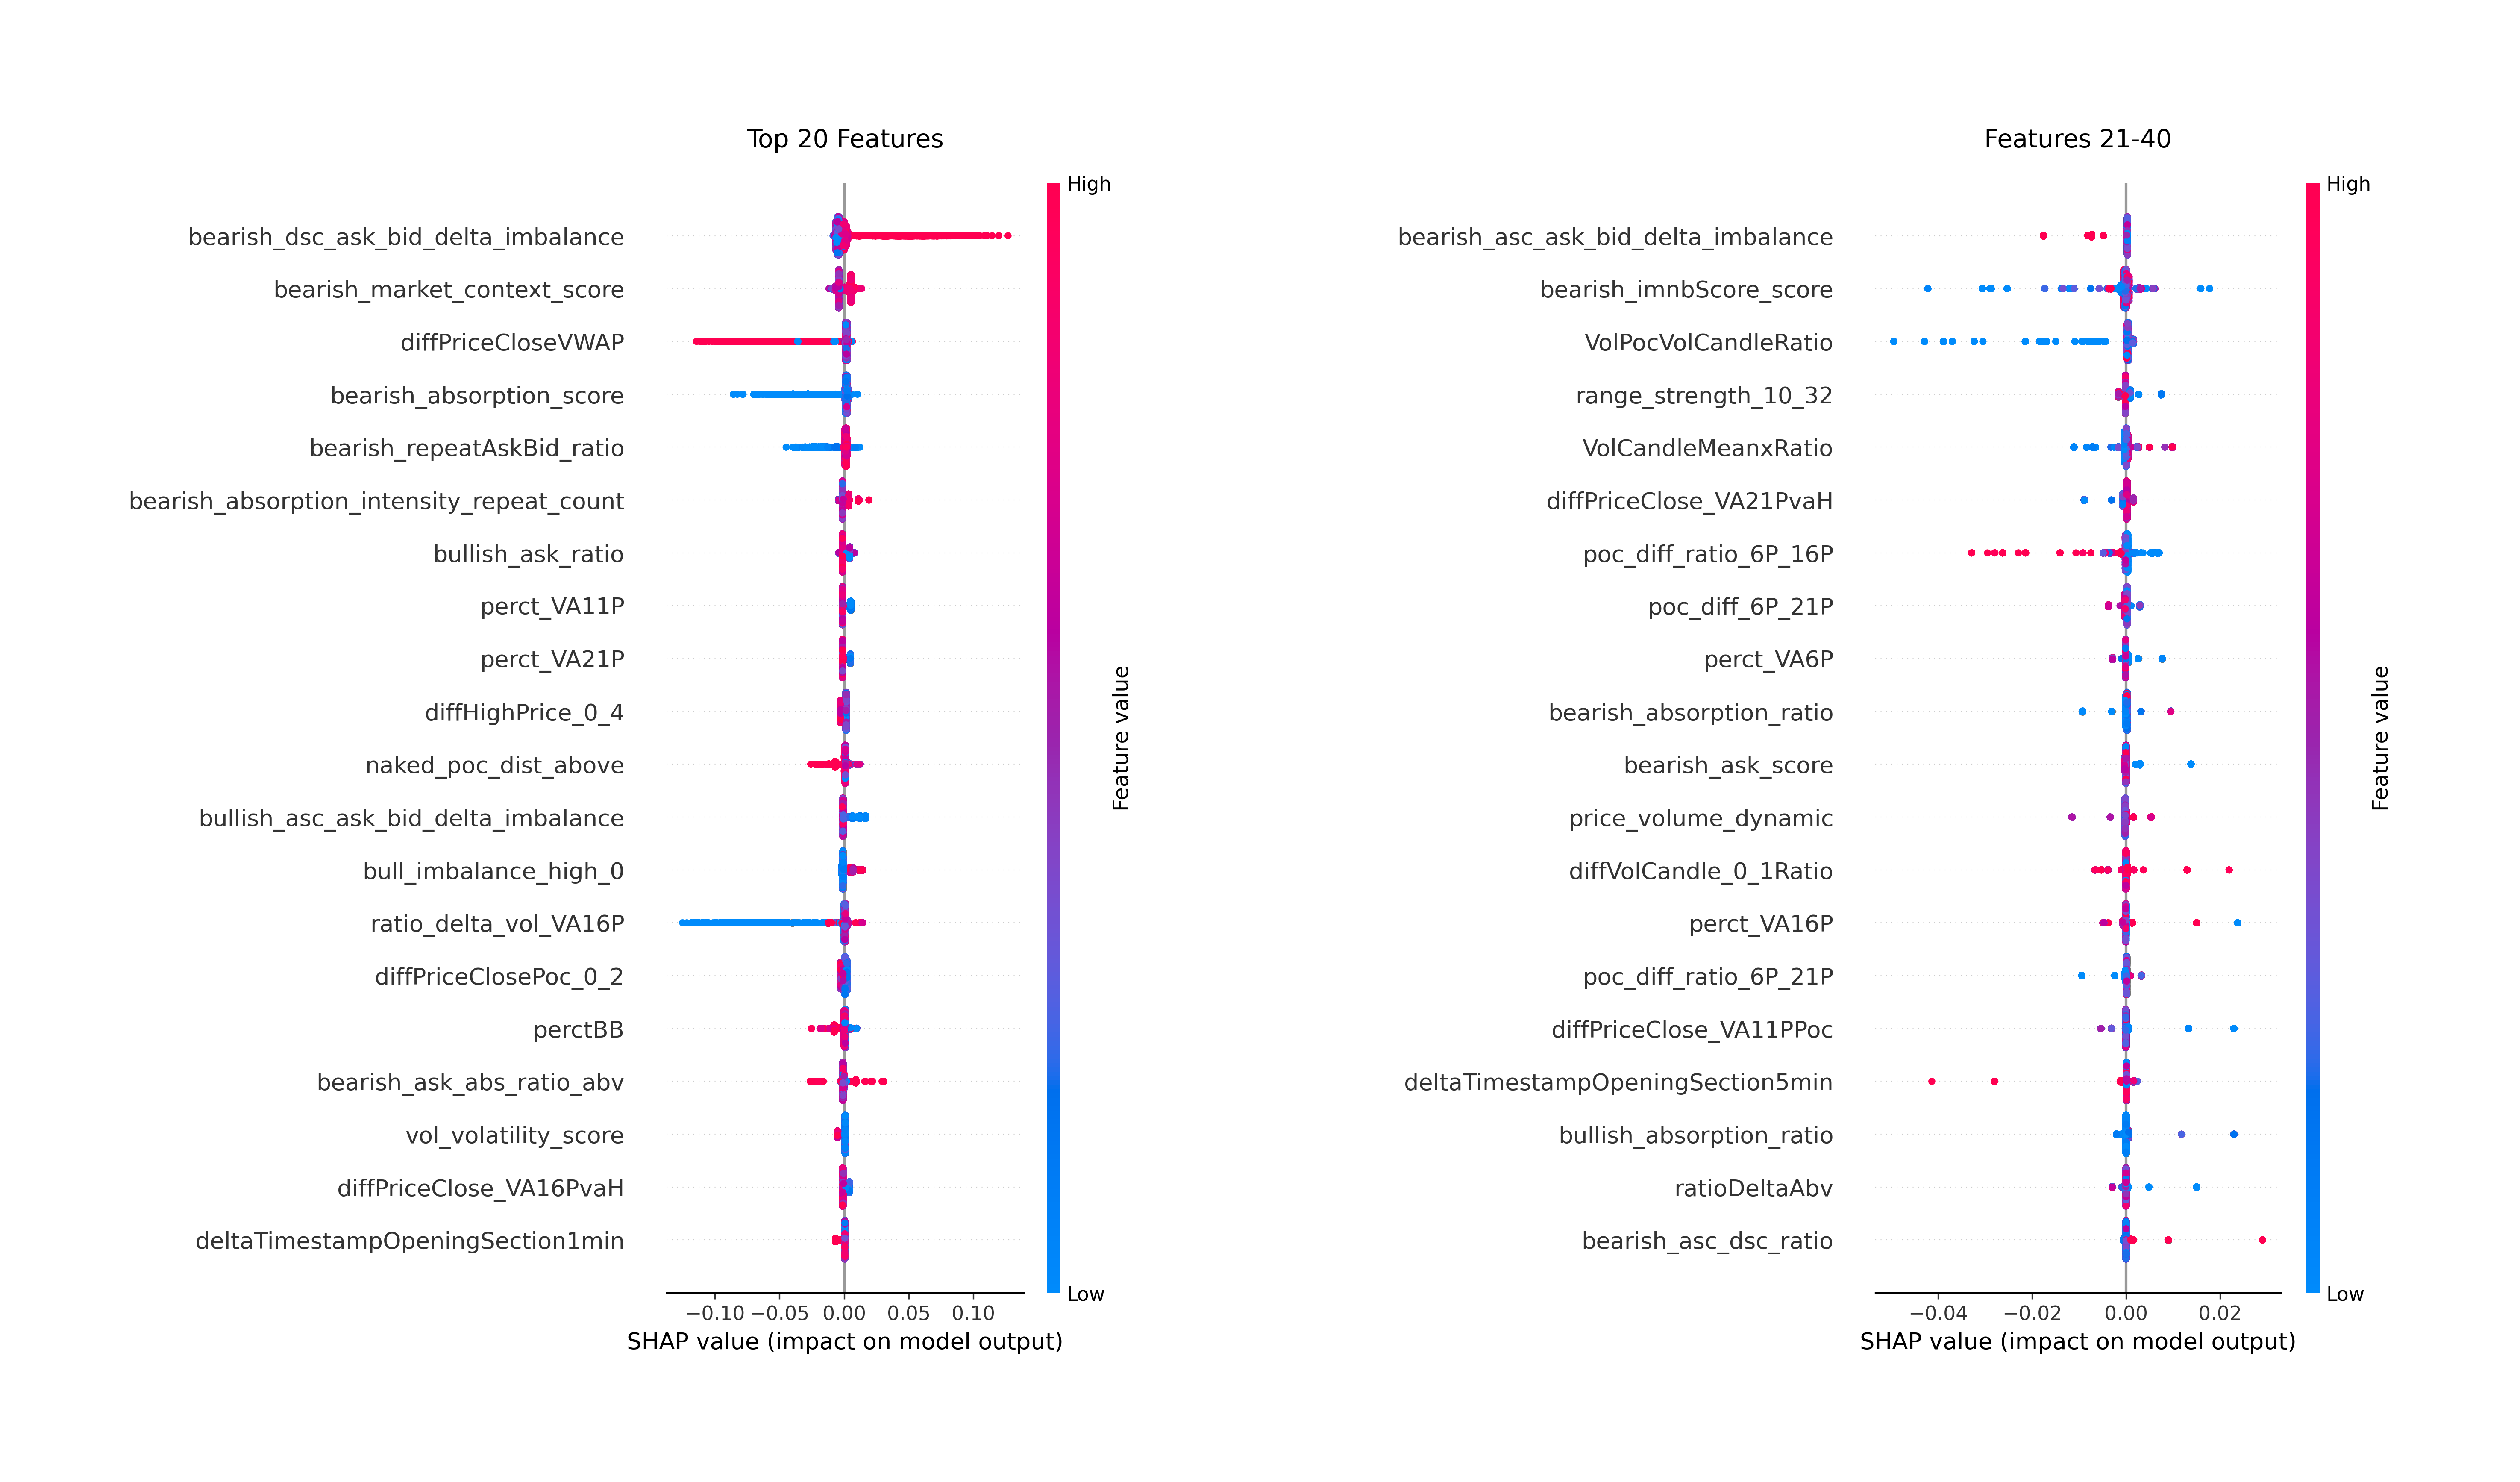 Top 20 Features
High
bearish_dsc_ask_bid_delta_imbalance
bearish_market_context_score
diffPriceCloseVWAP
bearish_absorption_score
bearish_repeatAskBid_ratio
bearish_absorption_intensity_repeat_count
bullish_ask_ratio
perct_VA11P
perct_VA21P
diffHighPrice_0_4
naked_poc_dist_above
bullish_asc_ask_bid_delta_imbalance
bull_imbalance_high_0
ratio_delta_vol_VA16P
diffPriceClosePoc_0_2
perctBB
bearish_ask_abs_ratio_abv
vol_volatility_score
diffPriceClose_VA16PvaH
deltaTimestampOpeningSection1min
Feature value
Low
−0.10 −0.05 0.00 0.05 0.10
SHAP value (impact on model output)
Features 21-40
High
bearish_asc_ask_bid_delta_imbalance
bearish_imnbScore_score
VolPocVolCandleRatio
range_strength_10_32
VolCandleMeanxRatio
diffPriceClose_VA21PvaH
poc_diff_ratio_6P_16P
poc_diff_6P_21P
perct_VA6P
bearish_absorption_ratio
bearish_ask_score
price_volume_dynamic
diffVolCandle_0_1Ratio
perct_VA16P
poc_diff_ratio_6P_21P
diffPriceClose_VA11PPoc
deltaTimestampOpeningSection5min
bullish_absorption_ratio
ratioDeltaAbv
bearish_asc_dsc_ratio
Feature value
Low
−0.04 −0.02 0.00 0.02
SHAP value (impact on model output)